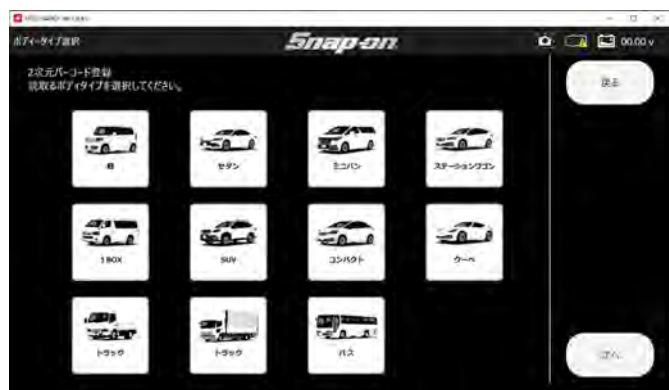 ボディータイプ選択
Snap-on
00.00 v
2次元バーコード登録
読取るボディタイプを選択してください。
戻る
軽
セダン
ミニバン
ステーションワゴン
1 BOX
SUV
コンパクト
クーペ
トラック
トラック
バス
次へ